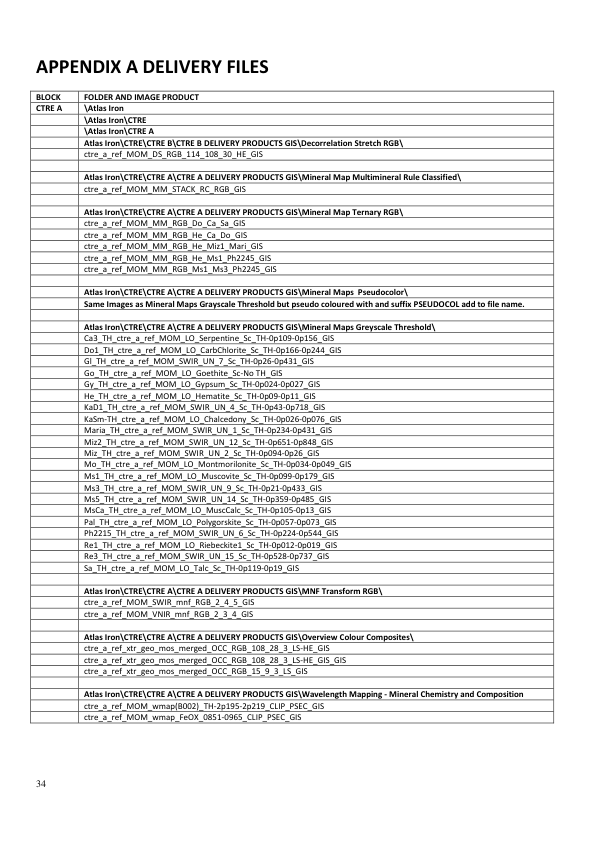 APPENDIX A DELIVERY FILES
BLOCK FOLDER AND IMAGE PRODUCT
CTRE A \Atlas Iron
\Atlas Iron\CTRE
\Atlas Iron\CTRE A
Atlas Iron\CTRE\CTRE B\CTRE B DELIVERY PRODUCTS GIS\Decorrelation Stretch RGB\
ctre_a_ref_MOM_DS_RGB_114_108_30_HE_GIS
Atlas Iron\CTRE\CTRE A\CTRE A DELIVERY PRODUCTS GIS\Mineral Map Multimineral Rule Classified\
ctre_a_ref_MOM_MM_STACK_RC_RGB_GIS
Atlas Iron\CTRE\CTRE A\CTRE A DELIVERY PRODUCTS GIS\Mineral Map Ternary RGB\
ctre_a_ref_MOM_MM_RGB_Do_Ca_Sa_GIS
ctre_a_ref_MOM_MM_RGB_He_Ca_Do_GIS
ctre_a_ref_MOM_MM_RGB_He_Miz1_Mari_GIS
ctre_a_ref_MOM_MM_RGB_He_Ms1_Ph2245_GIS
ctre_a_ref_MOM_MM_RGB_Ms1_Ms3_Ph2245_GIS
Atlas Iron\CTRE\CTRE A\CTRE A DELIVERY PRODUCTS GIS\Mineral Maps Pseudocolor\
Same Images as Mineral Maps Grayscale Threshold but pseudo coloured with and suffix PSEUDOCOL add to file name.
Atlas Iron\CTRE\CTRE A\CTRE A DELIVERY PRODUCTS GIS\Mineral Maps Greyscale Threshold\
Ca3_TH_ctre_a_ref_MOM_LO_Serpentine_Sc_TH-0p109-0p156_GIS
Do1_TH_ctre_a_ref_MOM_LO_CarbChlorite_Sc_TH-0p166-0p244_GIS
Gl_TH_ctre_a_ref_MOM_SWIR_UN_7_Sc_TH-0p26-0p431_GIS
Go_TH_ctre_a_ref_MOM_LO_Goethite_Sc-No TH_GIS
Gy_TH_ctre_a_ref_MOM_LO_Gypsum_Sc_TH-0p024-0p027_GIS
He_TH_ctre_a_ref_MOM_LO_Hematite_Sc_TH-0p09-0p11_GIS
KaD1_TH_ctre_a_ref_MOM_SWIR_UN_4_Sc_TH-0p43-0p718_GIS
KaSm-TH_ctre_a_ref_MOM_LO_Chalcedony_Sc_TH-0p026-0p076_GIS
Maria_TH_ctre_a_ref_MOM_SWIR_UN_1_Sc_TH-0p234-0p431_GIS
Miz2_TH_ctre_a_ref_MOM_SWIR_UN_12_Sc_TH-0p651-0p848_GIS
Miz_TH_ctre_a_ref_MOM_SWIR_UN_2_Sc_TH-0p094-0p26_GIS
Mo_TH_ctre_a_ref_MOM_LO_Montmorilonite_Sc_TH-0p034-0p049_GIS
Ms1_TH_ctre_a_ref_MOM_LO_Muscovite_Sc_TH-0p099-0p179_GIS
Ms3_TH_ctre_a_ref_MOM_SWIR_UN_9_Sc_TH-0p21-0p433_GIS
Ms5_TH_ctre_a_ref_MOM_SWIR_UN_14_Sc_TH-0p359-0p485_GIS
MsCa_TH_ctre_a_ref_MOM_LO_MuscCalc_Sc_TH-0p105-0p13_GIS
Pal_TH_ctre_a_ref_MOM_LO_Polygorskite_Sc_TH-0p057-0p073_GIS
Ph2215_TH_ctre_a_ref_MOM_SWIR_UN_6_Sc_TH-0p224-0p544_GIS
Re1_TH_ctre_a_ref_MOM_LO_Riebeckite1_Sc_TH-0p012-0p019_GIS
Re3_TH_ctre_a_ref_MOM_SWIR_UN_15_Sc_TH-0p528-0p737_GIS
Sa_TH_ctre_a_ref_MOM_LO_Talc_Sc_TH-0p119-0p19_GIS
Atlas Iron\CTRE\CTRE A\CTRE A DELIVERY PRODUCTS GIS\MNF Transform RGB\
ctre_a_ref_MOM_SWIR_mnf_RGB_2_4_5_GIS
ctre_a_ref_MOM_VNIR_mnf_RGB_2_3_4_GIS
Atlas Iron\CTRE\CTRE A\CTRE A DELIVERY PRODUCTS GIS\Overview Colour Composites\
ctre_a_ref_xtr_geo_mos_merged_OCC_RGB_108_28_3_LS-HE_GIS
ctre_a_ref_xtr_geo_mos_merged_OCC_RGB_108_28_3_LS-HE_GIS_GIS
ctre_a_ref_xtr_geo_mos_merged_OCC_RGB_15_9_3_LS_GIS
Atlas Iron\CTRE\CTRE A\CTRE A DELIVERY PRODUCTS GIS\Wavelength Mapping - Mineral Chemistry and Composition
ctre_a_ref_MOM_wmap(B002)_TH-2p195-2p219_CLIP_PSEC_GIS
ctre_a_ref_MOM_wmap_FeOX_0851-0965_CLIP_PSEC_GIS
34